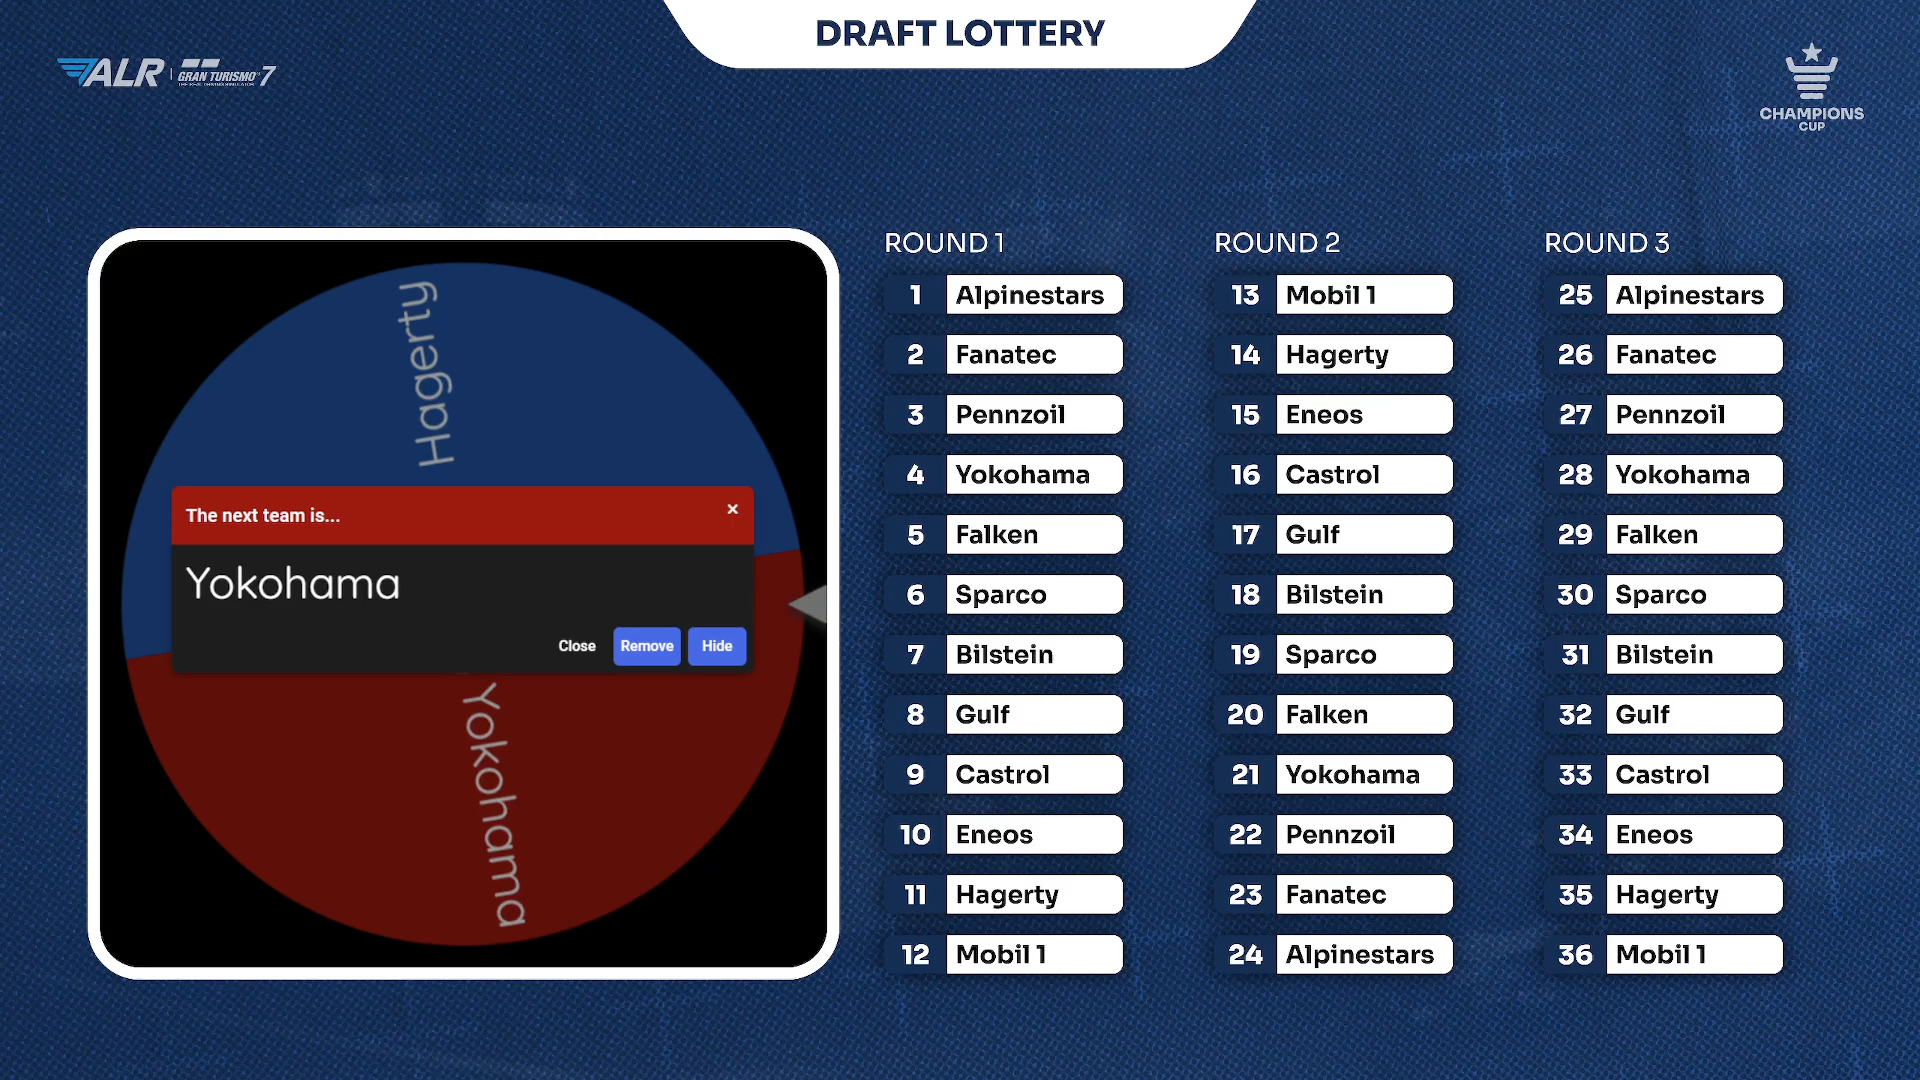 DRAFT LOTTERY
ALR
GRAN TURISMO 7
CHAMPIONS
CUP
Hagerty
The next team is...
×
Yokohama
Close Remove Hide
Yokohama
ROUND 1
1 Alpinestars
2 Fanatec
3 Pennzoil
4 Yokohama
5 Falken
6 Sparco
7 Bilstein
8 Gulf
9 Castrol
10 Eneos
11 Hagerty
12 Mobil 1
ROUND 2
13 Mobil 1
14 Hagerty
15 Eneos
16 Castrol
17 Gulf
18 Bilstein
19 Sparco
20 Falken
21 Yokohama
22 Pennzoil
23 Fanatec
24 Alpinestars
ROUND 3
25 Alpinestars
26 Fanatec
27 Pennzoil
28 Yokohama
29 Falken
30 Sparco
31 Bilstein
32 Gulf
33 Castrol
34 Eneos
35 Hagerty
36 Mobil 1